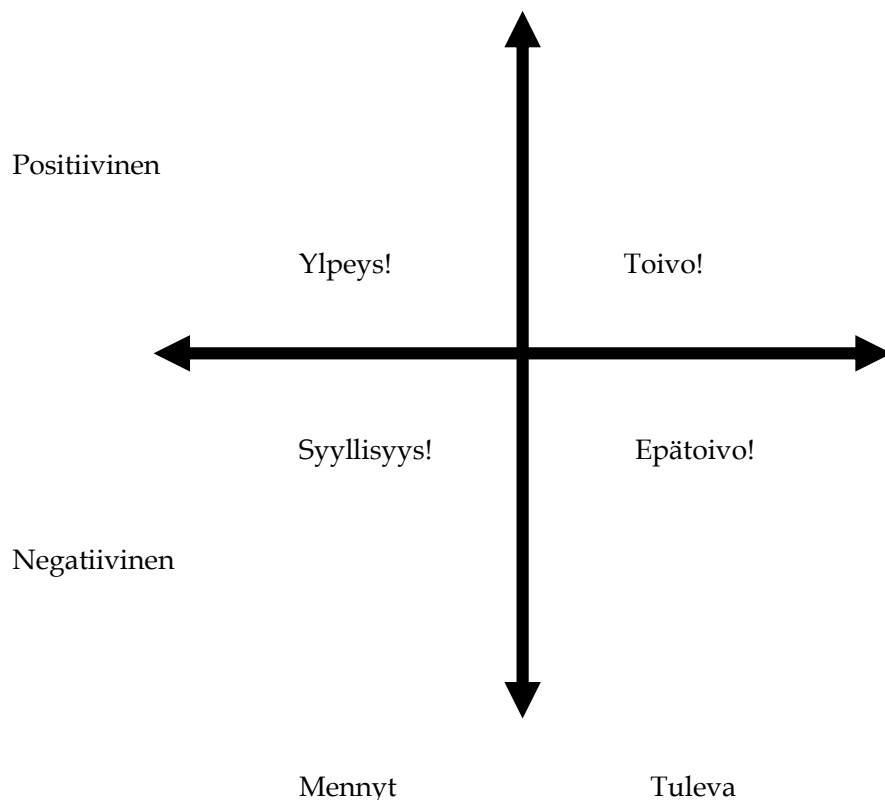 Positiivinen
Ylpeys! Toivo!
Syyllisyys! Epätoivo!
Negatiivinen
Mennyt Tuleva